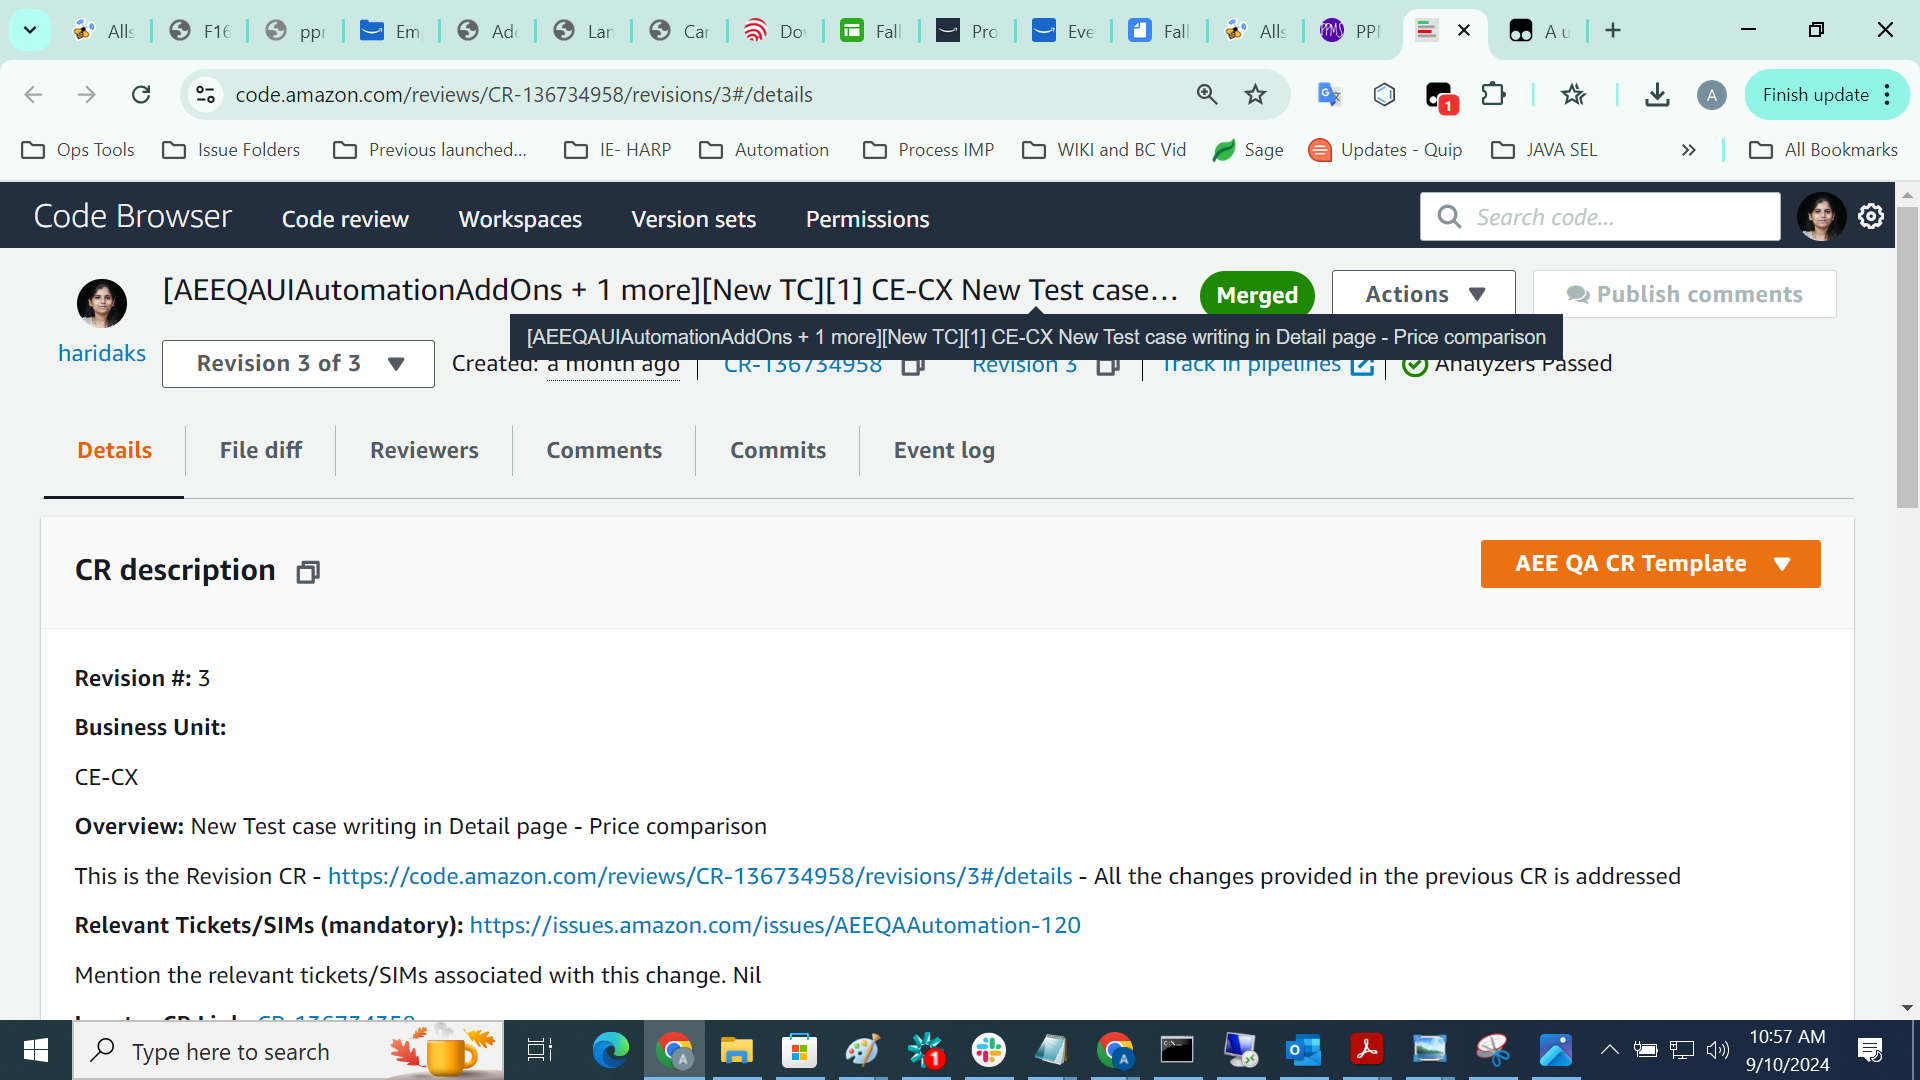 Alls
F16
ppr
Em
Add
Lan
Car
Dov
Fall
Pro
Eve
Fall
Alls
PPM
A u
code.amazon.com/reviews/CR-136734958/revisions/3#/details
1
A
Finish update
Ops Tools
Issue Folders
Previous launched...
IE- HARP
Automation
Process IMP
WIKI and BC Vid
Sage
Updates - Quip
JAVA SEL
»
All Bookmarks
Code Browser
Code review
Workspaces
Version sets
Permissions
Search code...
[AEEQAUIAutomationAddOns + 1 more][New TC][1] CE-CX New Test case...
Merged
Actions
Publish comments
[AEEQAUIAutomationAddOns + 1 more][New TC][1] CE-CX New Test case writing in Detail page - Price comparison
haridaks
Revision 3 of 3
Created: a month ago
CR-136734958
Revision 3
Track in pipelines
Analyzers Passed
Details
File diff
Reviewers
Comments
Commits
Event log
CR description
AEE QA CR Template
Revision #: 3
Business Unit:
CE-CX
Overview: New Test case writing in Detail page - Price comparison
This is the Revision CR - https://code.amazon.com/reviews/CR-136734958/revisions/3#/details - All the changes provided in the previous CR is addressed
Relevant Tickets/SIMs (mandatory): https://issues.amazon.com/issues/AEEQAAutomation-120
Mention the relevant tickets/SIMs associated with this change. Nil
Type here to search
1
10:57 AM
9/10/2024